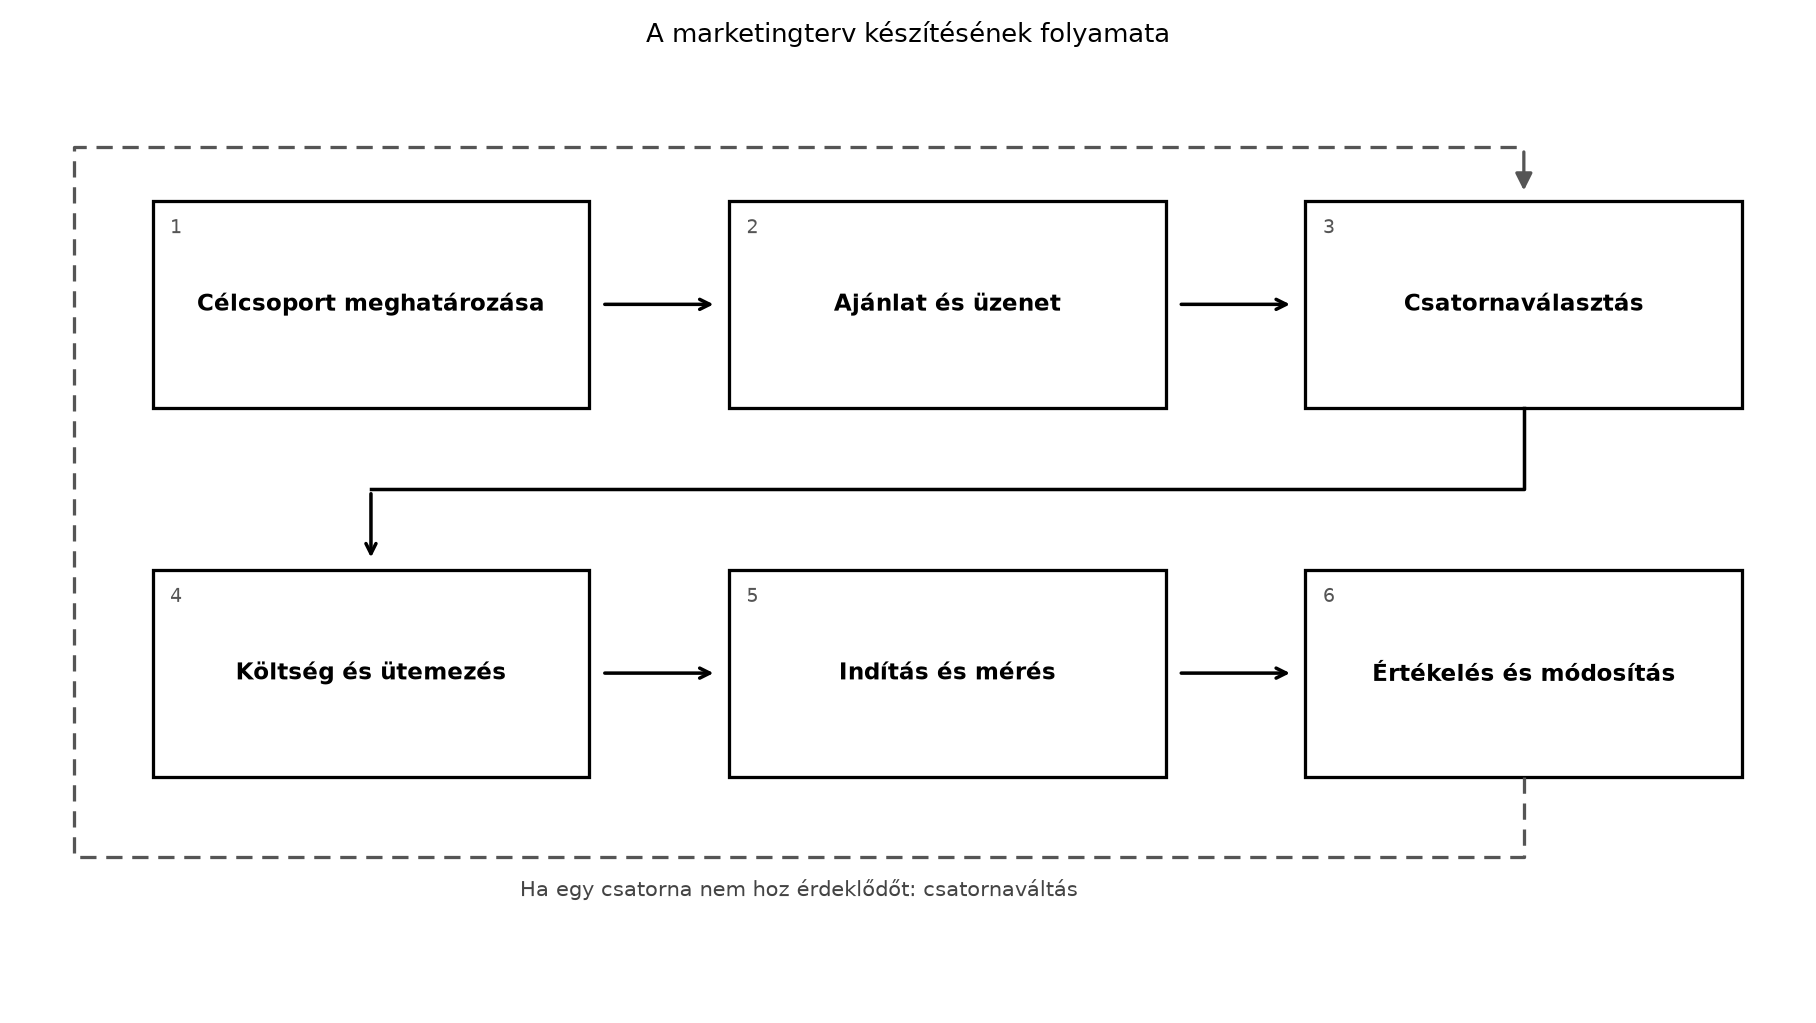 A marketingterv készítésének folyamata
1
Célcsoport meghatározása
2
Ajánlat és üzenet
3
Csatornaválasztás
4
Költség és ütemezés
5
Indítás és mérés
6
Értékelés és módosítás
Ha egy csatorna nem hoz érdeklődőt: csatornaváltás